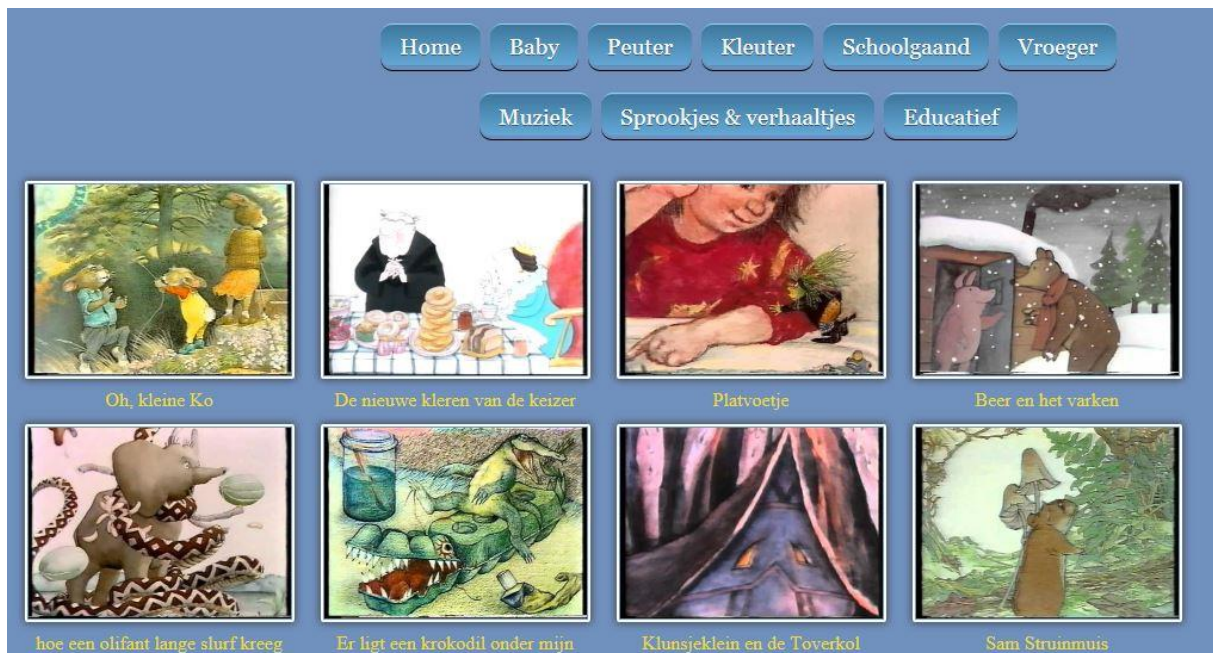 Home Baby Peuter Kleuter Schoolgaand Vroeger
Muziek Sprookjes & verhaaltjes Educatief
Oh, kleine Ko De nieuwe kleren van de keizer Platvoetje Beer en het varken
hoe een olifant lange slurf kreeg Er ligt een krokodil onder mijn Klunsjeklein en de Toverkol Sam Struinmuis